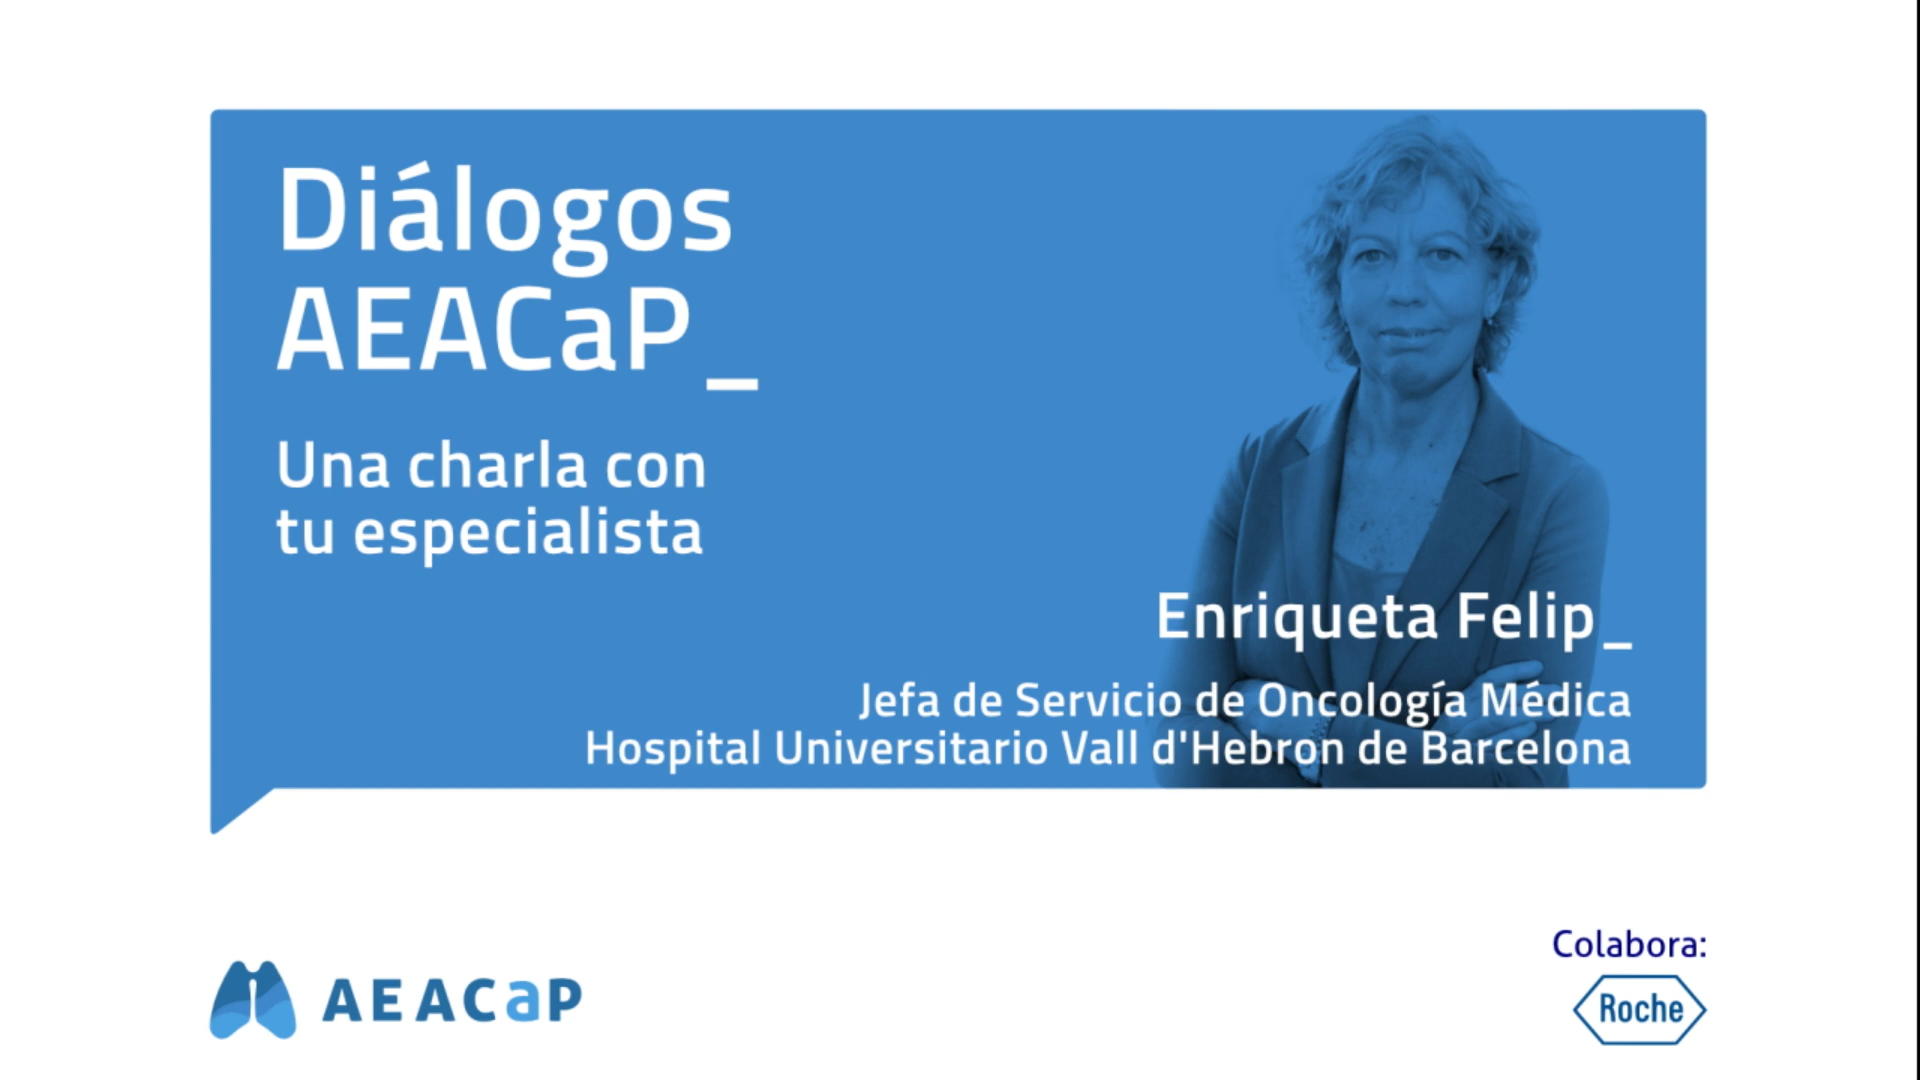 Diálogos
AEACaP_
Una charla con
tu especialista
Enriqueta Felip_
Jefa de Servicio de Oncología Médica
Hospital Universitario Vall d'Hebron de Barcelona
AEACaP
Colabora:
Roche